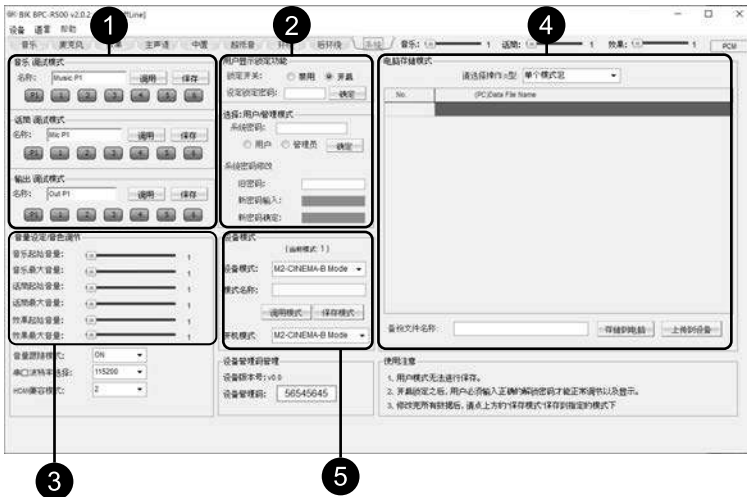 BIK BPC-R500 v2.0.2
设备 语言 帮助
音乐 麦克风 主声道 中置 超低音 后环绕 系统 音乐: 1 话筒: 1 效果: 1 PCM
1
2
4
音乐 调试模式
名称: Music P1 调用 保存
P1 1 2 3 4 5 6
话筒 调试模式
名称: Mic P1 调用 保存
P1 1 2 3 4 5 6
输出 调试模式
名称: Out P1 调用 保存
P1 1 2 3 4 5 6
用户显示锁定功能
锁定开关: 禁用 开启
设定锁定密码: 确定
选择:用户/管理模式
系统密码:
用户 管理员 确定
系统密码修改
旧密码:
新密码输入:
新密码确定:
电脑存储模式
请选择操作类型 单个模式总
No. (PC)Data File Name
备份文件名称 存储到电脑 上传到设备
音量设定/音色调节
音乐起始音量: 1
音乐最大音量: 1
话筒起始音量: 1
话筒最大音量: 1
效果起始音量: 1
效果最大音量: 1
音量跟随模式: ON
串口波特率选择: 115200
HDMI兼容模式: 2
设备模式
(当前模式: 1)
设备模式: M2-CINEMA-B Mode
模式名称:
调用模式 保存模式
开机模式: M2-CINEMA-B Mode
设备管理码管理
设备版本号: v0.0
设备管理码: 56545645
使用注意
1. 用户模式无法进行保存。
2. 开启锁定之后, 用户必须输入正确的解锁密码才能正常调节以及显示。
3. 修改完所有数据后, 请点上方的"保存模式"保存到指定的模式下
3
5